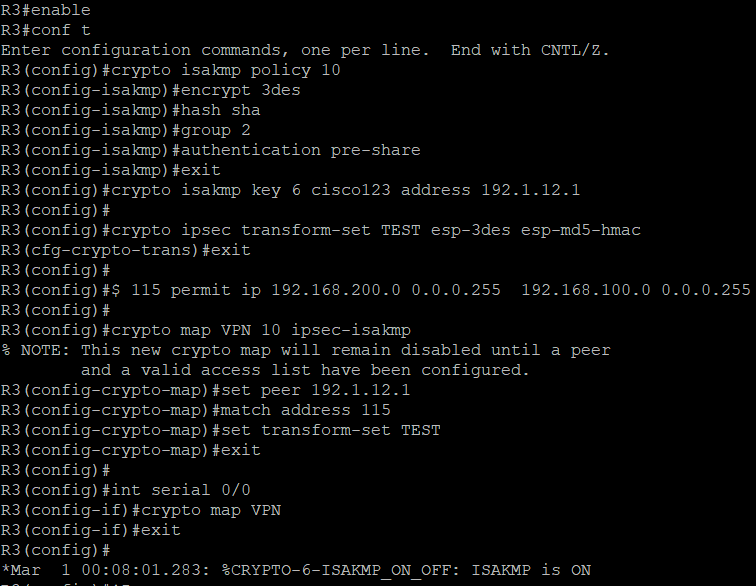 R3#enable
R3#conf t
Enter configuration commands, one per line.  End with CNTL/Z.
R3(config)#crypto isakmp policy 10
R3(config-isakmp)#encrypt 3des
R3(config-isakmp)#hash sha
R3(config-isakmp)#group 2
R3(config-isakmp)#authentication pre-share
R3(config-isakmp)#exit
R3(config)#crypto isakmp key 6 cisco123 address 192.1.12.1
R3(config)#
R3(config)#crypto ipsec transform-set TEST esp-3des esp-md5-hmac
R3(cfg-crypto-trans)#exit
R3(config)#
R3(config)#$ 115 permit ip 192.168.200.0 0.0.0.255  192.168.100.0 0.0.0.255
R3(config)#
R3(config)#crypto map VPN 10 ipsec-isakmp
% NOTE: This new crypto map will remain disabled until a peer
        and a valid access list have been configured.
R3(config-crypto-map)#set peer 192.1.12.1
R3(config-crypto-map)#match address 115
R3(config-crypto-map)#set transform-set TEST
R3(config-crypto-map)#exit
R3(config)#
R3(config)#int serial 0/0
R3(config-if)#crypto map VPN
R3(config-if)#exit
R3(config)#
*Mar  1 00:08:01.283: %CRYPTO-6-ISAKMP_ON_OFF: ISAKMP is ON